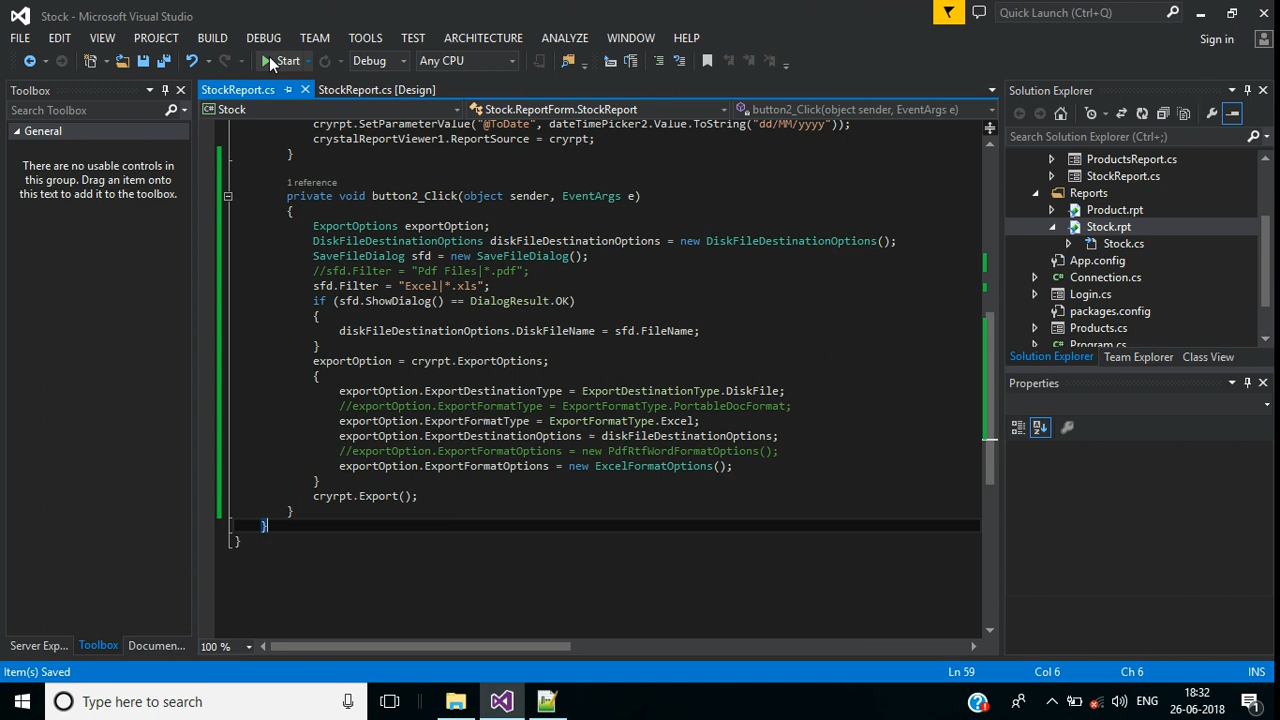 Stock - Microsoft Visual Studio
Quick Launch (Ctrl+Q)
FILE EDIT VIEW PROJECT BUILD DEBUG TEAM TOOLS TEST ARCHITECTURE ANALYZE WINDOW HELP
Sign in
Start Debug Any CPU
Toolbox
StockReport.cs StockReport.cs [Design]
Solution Explorer
Search Toolbox
Stock Stock.ReportForm.StockReport button2_Click(object sender, EventArgs e)
General
Search Solution Explorer (Ctrl+;)
There are no usable controls in
this group. Drag an item onto
this text to add it to the toolbox.
cryrpt.SetParameterValue("@ToDate", dateTimePicker2.Value.ToString("dd/MM/yyyy"));
crystalReportViewer1.ReportSource = cryrpt;
}
1 reference
private void button2_Click(object sender, EventArgs e)
{
ExportOptions exportOption;
DiskFileDestinationOptions diskFileDestinationOptions = new DiskFileDestinationOptions();
SaveFileDialog sfd = new SaveFileDialog();
//sfd.Filter = "Pdf Files|*.pdf";
sfd.Filter = "Excel|*.xls";
if (sfd.ShowDialog() == DialogResult.OK)
{
diskFileDestinationOptions.DiskFileName = sfd.FileName;
}
exportOption = cryrpt.ExportOptions;
{
exportOption.ExportDestinationType = ExportDestinationType.DiskFile;
//exportOption.ExportFormatType = ExportFormatType.PortableDocFormat;
exportOption.ExportFormatType = ExportFormatType.Excel;
exportOption.ExportDestinationOptions = diskFileDestinationOptions;
//exportOption.ExportFormatOptions = new PdfRtfWordFormatOptions();
exportOption.ExportFormatOptions = new ExcelFormatOptions();
}
cryrpt.Export();
}
}
}
ProductsReport.cs
StockReport.cs
Reports
Product.rpt
Stock.rpt
Stock.cs
App.config
Connection.cs
Login.cs
packages.config
Products.cs
Program.cs
Solution Explorer Team Explorer Class View
Properties
Server Exp... Toolbox Documen...
100 %
Item(s) Saved
Ln 59 Col 6 Ch 6 INS
Type here to search
ENG
18:32
26-06-2018
1